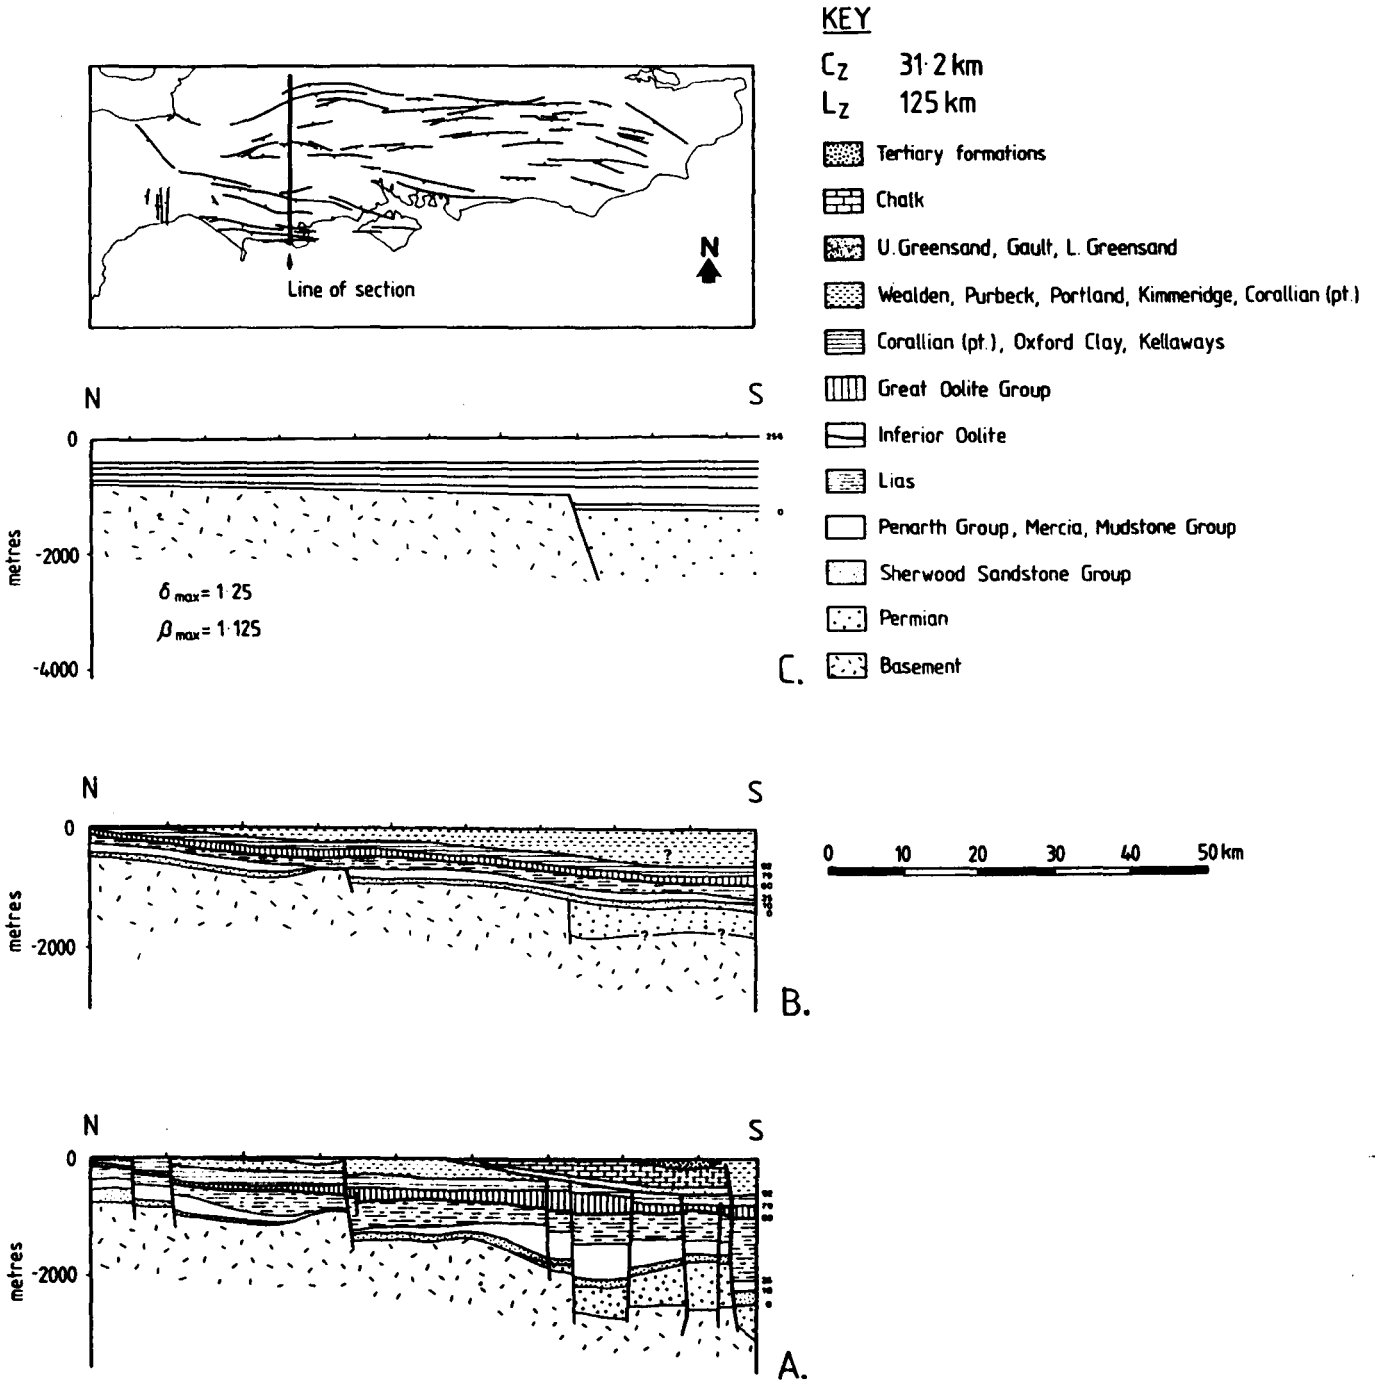 KEY
Cz 31·2 km
Lz 125 km
Tertiary formations
Chalk
U. Greensand, Gault, L. Greensand
Wealden, Purbeck, Portland, Kimmeridge, Corallian (pt.)
Corallian (pt.), Oxford Clay, Kellaways
Great Oolite Group
Inferior Oolite
Lias
Penarth Group, Mercia, Mudstone Group
Sherwood Sandstone Group
Permian
Basement
N
Line of section
N S
0
-2000
-4000
metres
δ max = 1·25
β max = 1·125
0
C.
N S
0
-2000
metres
?
? ?
B.
0 10 20 30 40 50 km
N S
0
-2000
metres
A.